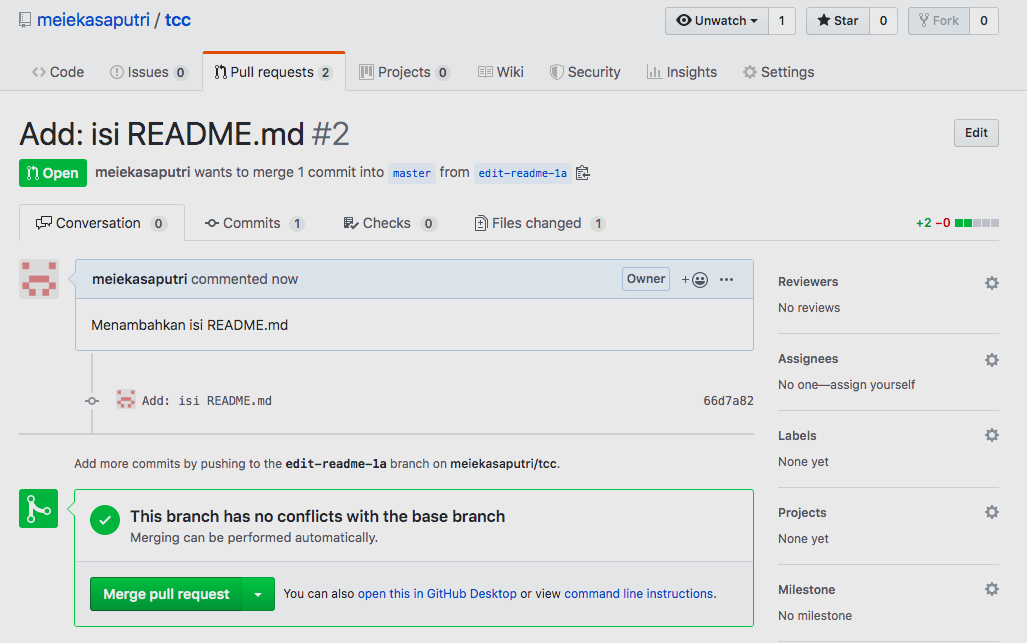 meiekasaputri / tcc
Unwatch 1 Star 0 Fork 0
Code Issues 0 Pull requests 2 Projects 0 Wiki Security Insights Settings
Add: isi README.md #2
Edit
Open meiekasaputri wants to merge 1 commit into master from edit-readme-1a
Conversation 0 Commits 1 Checks 0 Files changed 1 +2 −0
meiekasaputri commented now Owner
Menambahkan isi README.md
Add: isi README.md 66d7a82
Add more commits by pushing to the edit-readme-1a branch on meiekasaputri/tcc.
This branch has no conflicts with the base branch
Merging can be performed automatically.
Merge pull request You can also open this in GitHub Desktop or view command line instructions.
Reviewers
No reviews
Assignees
No one—assign yourself
Labels
None yet
Projects
None yet
Milestone
No milestone